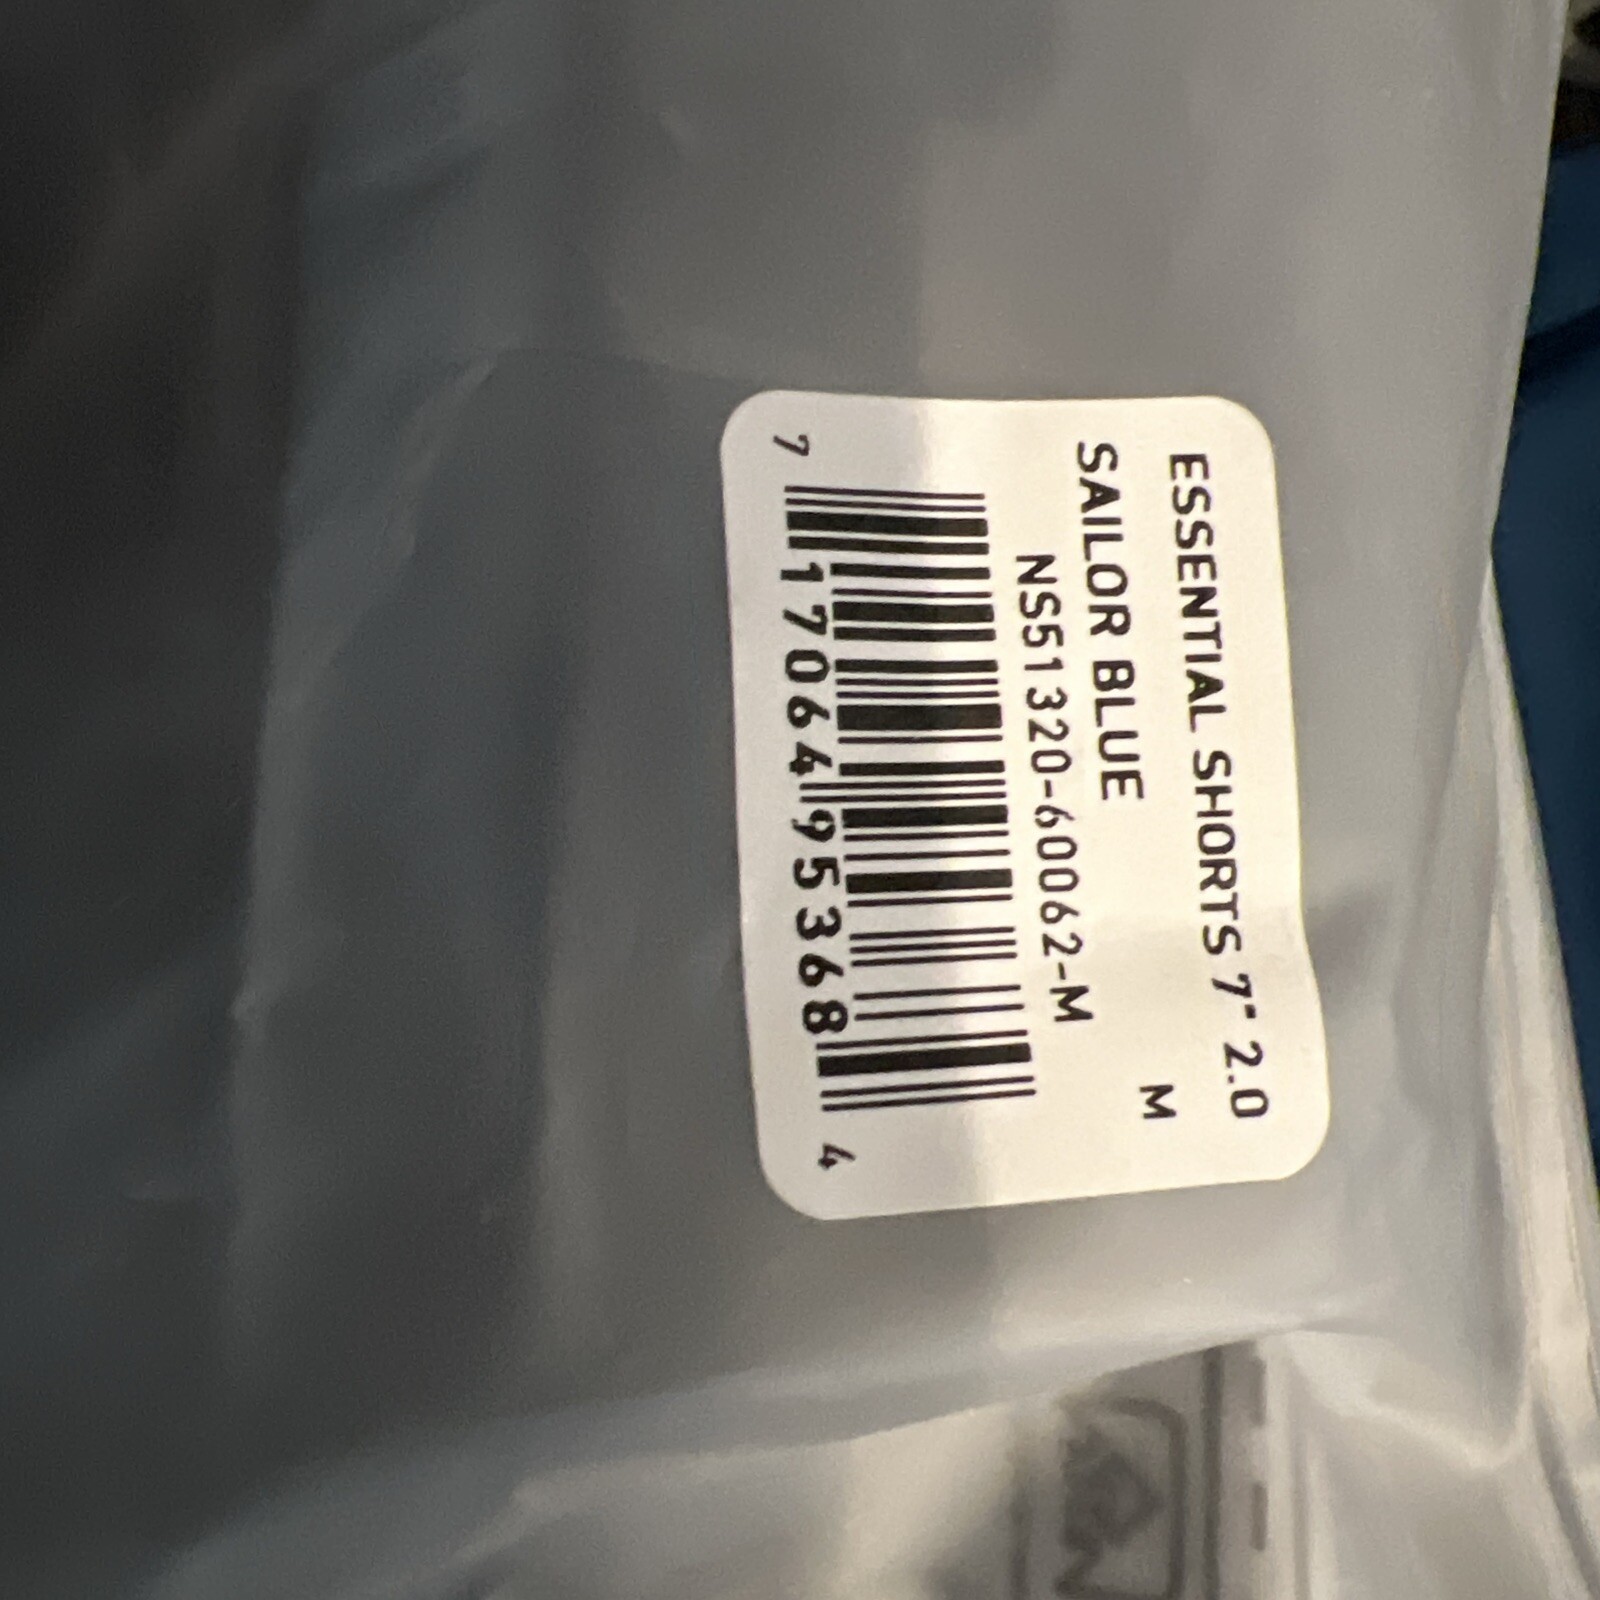 ESSENTIAL SHORTS 7" 2.0
SAILOR BLUE M
NS51320-60062-M
7 17064 95368 4